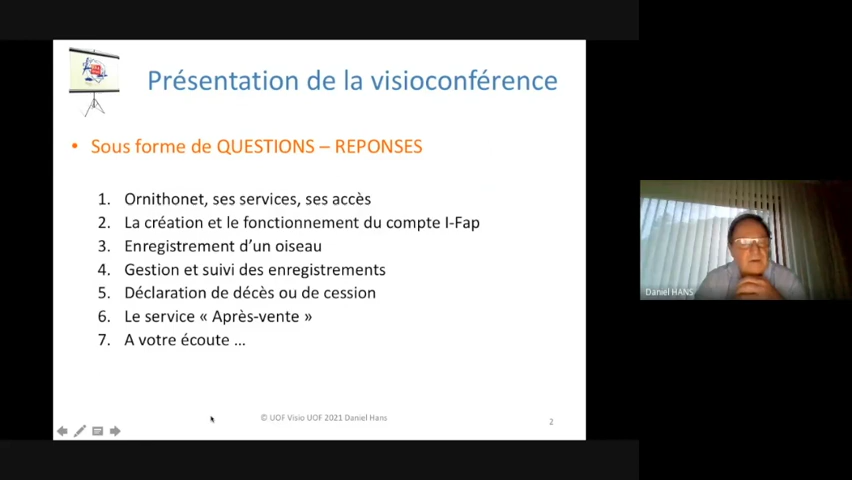 Présentation de la visioconférence
• Sous forme de QUESTIONS – REPONSES
1. Ornithonet, ses services, ses accès
2. La création et le fonctionnement du compte I-Fap
3. Enregistrement d’un oiseau
4. Gestion et suivi des enregistrements
5. Déclaration de décès ou de cession
6. Le service « Après-vente »
7. A votre écoute …
© UOF Visio UOF 2021 Daniel Hans
2
Daniel HANS